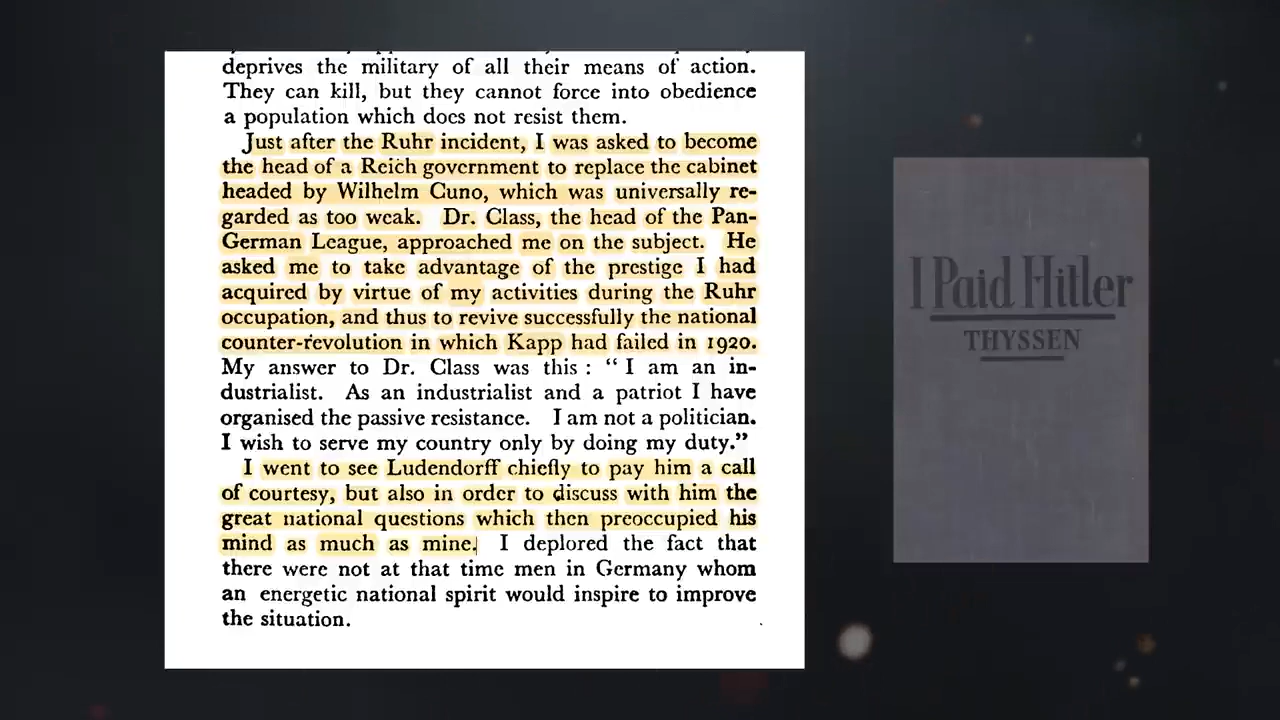 deprives the military of all their means of action.
They can kill, but they cannot force into obedience
a population which does not resist them.
Just after the Ruhr incident, I was asked to become
the head of a Reich government to replace the cabinet
headed by Wilhelm Cuno, which was universally re-
garded as too weak. Dr. Class, the head of the Pan-
German League, approached me on the subject. He
asked me to take advantage of the prestige I had
acquired by virtue of my activities during the Ruhr
occupation, and thus to revive successfully the national
counter-revolution in which Kapp had failed in 1920.
My answer to Dr. Class was this : “ I am an in-
dustrialist. As an industrialist and a patriot I have
organised the passive resistance. I am not a politician.
I wish to serve my country only by doing my duty.”
I went to see Ludendorff chiefly to pay him a call
of courtesy, but also in order to discuss with him the
great national questions which then preoccupied his
mind as much as mine. I deplored the fact that
there were not at that time men in Germany whom
an energetic national spirit would inspire to improve
the situation.
I Paid Hitler
THYSSEN